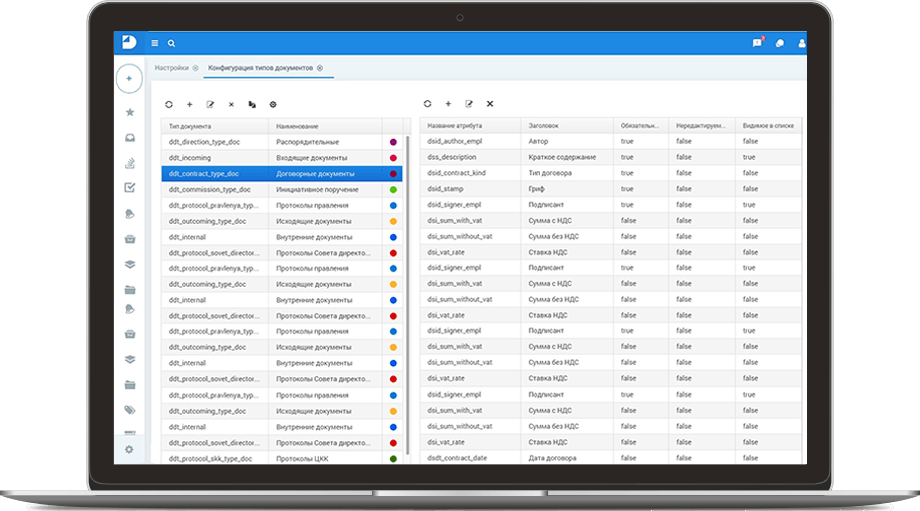 Настройки
Конфигурация типов документов
Тип документа Наименование
ddt_direction_type_doc Распорядительные
ddt_incoming Входящие документы
ddt_contract_type_doc Договорные документы
ddt_commission_type_doc Инициативное поручение
ddt_protocol_pravlenya_typ... Протоколы правления
ddt_outcoming_type_doc Исходящие документы
ddt_internal Внутренние документы
ddt_protocol_sovet_director... Протоколы Совета директо...
ddt_protocol_pravlenya_typ... Протоколы правления
ddt_outcoming_type_doc Исходящие документы
ddt_internal Внутренние документы
ddt_protocol_sovet_director... Протоколы Совета директо...
ddt_protocol_pravlenya_typ... Протоколы правления
ddt_outcoming_type_doc Исходящие документы
ddt_internal Внутренние документы
ddt_protocol_sovet_director... Протоколы Совета директо...
ddt_protocol_pravlenya_typ... Протоколы правления
ddt_outcoming_type_doc Исходящие документы
ddt_internal Внутренние документы
ddt_protocol_sovet_director... Протоколы Совета директо...
ddt_protocol_skk_type_doc Протоколы ЦКК
Название атрибута Заголовок Обязательн... Нередактируем... Видимое в списке
dsid_author_empl Автор true false true
dss_description Краткое содержание true false true
dsid_contract_kind Тип договора true false false
dsid_stamp Гриф true false false
dsid_signer_empl Подписант true false true
dsi_sum_with_vat Сумма с НДС false false false
dsi_sum_without_vat Сумма без НДС false false false
dsi_vat_rate Ставка НДС false false false
dsid_signer_empl Подписант true false true
dsi_sum_with_vat Сумма с НДС false false false
dsi_sum_without_vat Сумма без НДС false false false
dsi_vat_rate Ставка НДС false false false
dsid_signer_empl Подписант true false true
dsi_sum_with_vat Сумма с НДС false false false
dsi_sum_without_vat Сумма без НДС false false false
dsi_vat_rate Ставка НДС false false false
dsid_signer_empl Подписант true false true
dsi_sum_with_vat Сумма с НДС false false false
dsi_sum_without_vat Сумма без НДС false false false
dsi_vat_rate Ставка НДС false false false
dsdt_contract_date Дата договора false false false